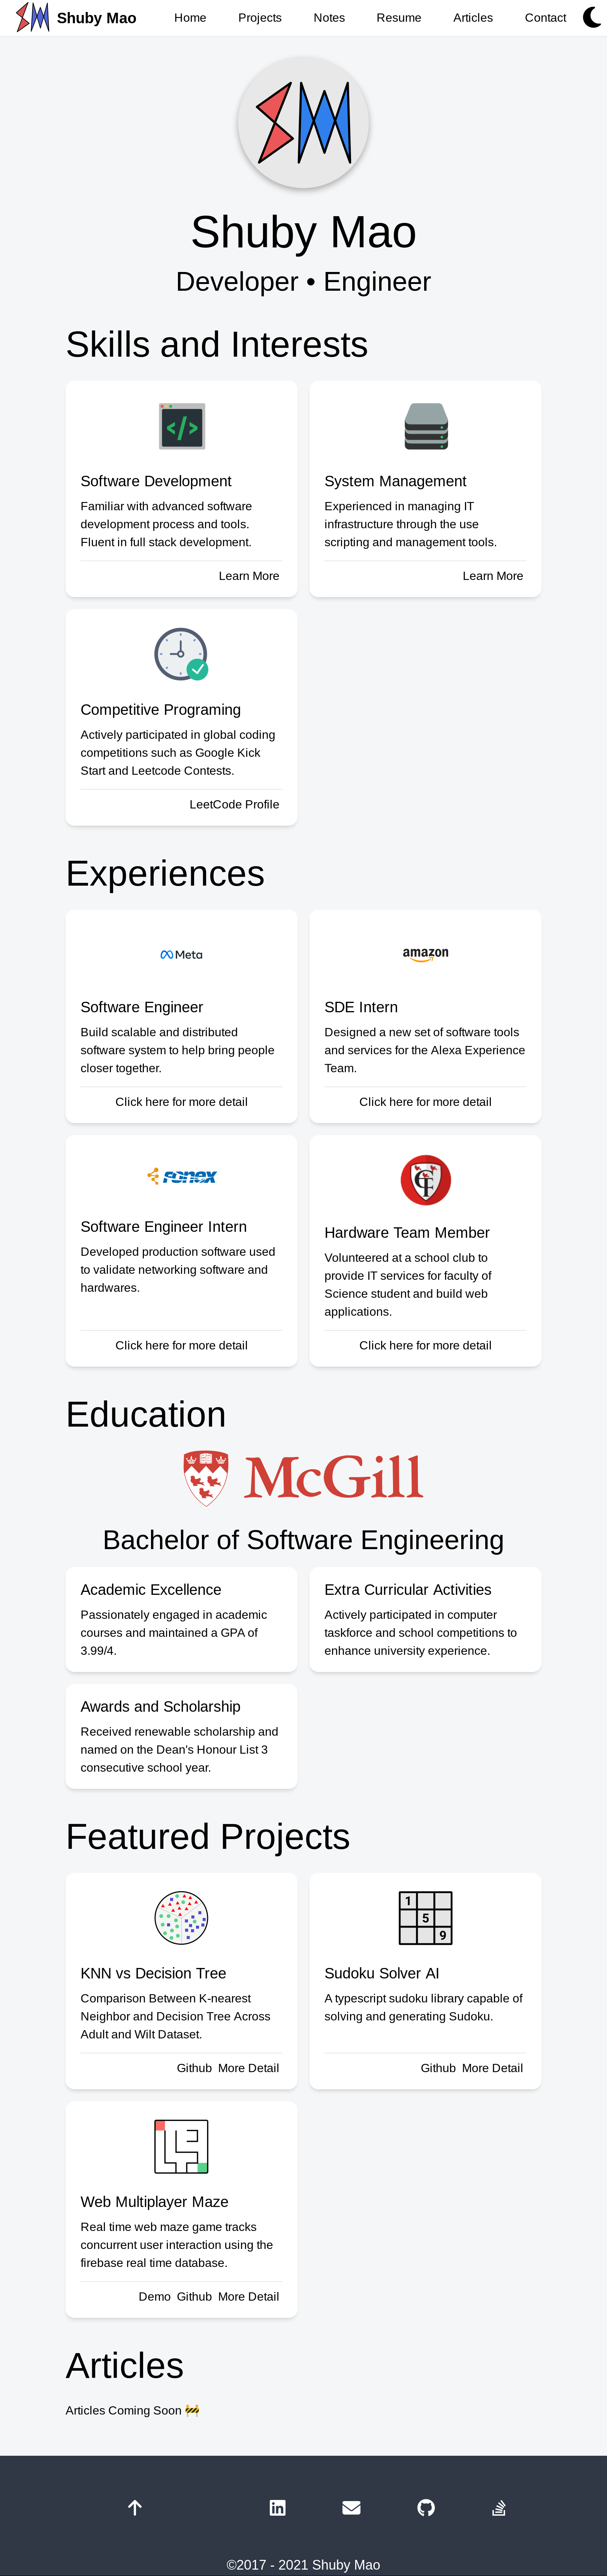 Shuby Mao Home Projects Notes Resume Articles Contact
SM
Shuby Mao
Developer • Engineer
Skills and Interests
</>
Software Development
Familiar with advanced software
development process and tools.
Fluent in full stack development.
Learn More
System Management
Experienced in managing IT
infrastructure through the use
scripting and management tools.
Learn More
Competitive Programing
Actively participated in global coding
competitions such as Google Kick
Start and Leetcode Contests.
LeetCode Profile
Experiences
Meta
Software Engineer
Build scalable and distributed
software system to help bring people
closer together.
Click here for more detail
amazon
SDE Intern
Designed a new set of software tools
and services for the Alexa Experience
Team.
Click here for more detail
Fonex
Software Engineer Intern
Developed production software used
to validate networking software and
hardwares.
Click here for more detail
CTF
Hardware Team Member
Volunteered at a school club to
provide IT services for faculty of
Science student and build web
applications.
Click here for more detail
Education
McGill
Bachelor of Software Engineering
Academic Excellence
Passionately engaged in academic
courses and maintained a GPA of
3.99/4.
Extra Curricular Activities
Actively participated in computer
taskforce and school competitions to
enhance university experience.
Awards and Scholarship
Received renewable scholarship and
named on the Dean's Honour List 3
consecutive school year.
Featured Projects
KNN vs Decision Tree
Comparison Between K-nearest
Neighbor and Decision Tree Across
Adult and Wilt Dataset.
Github More Detail
1
5
9
Sudoku Solver AI
A typescript sudoku library capable of
solving and generating Sudoku.
Github More Detail
Web Multiplayer Maze
Real time web maze game tracks
concurrent user interaction using the
firebase real time database.
Demo Github More Detail
Articles
Articles Coming Soon 🚧
©2017 - 2021 Shuby Mao